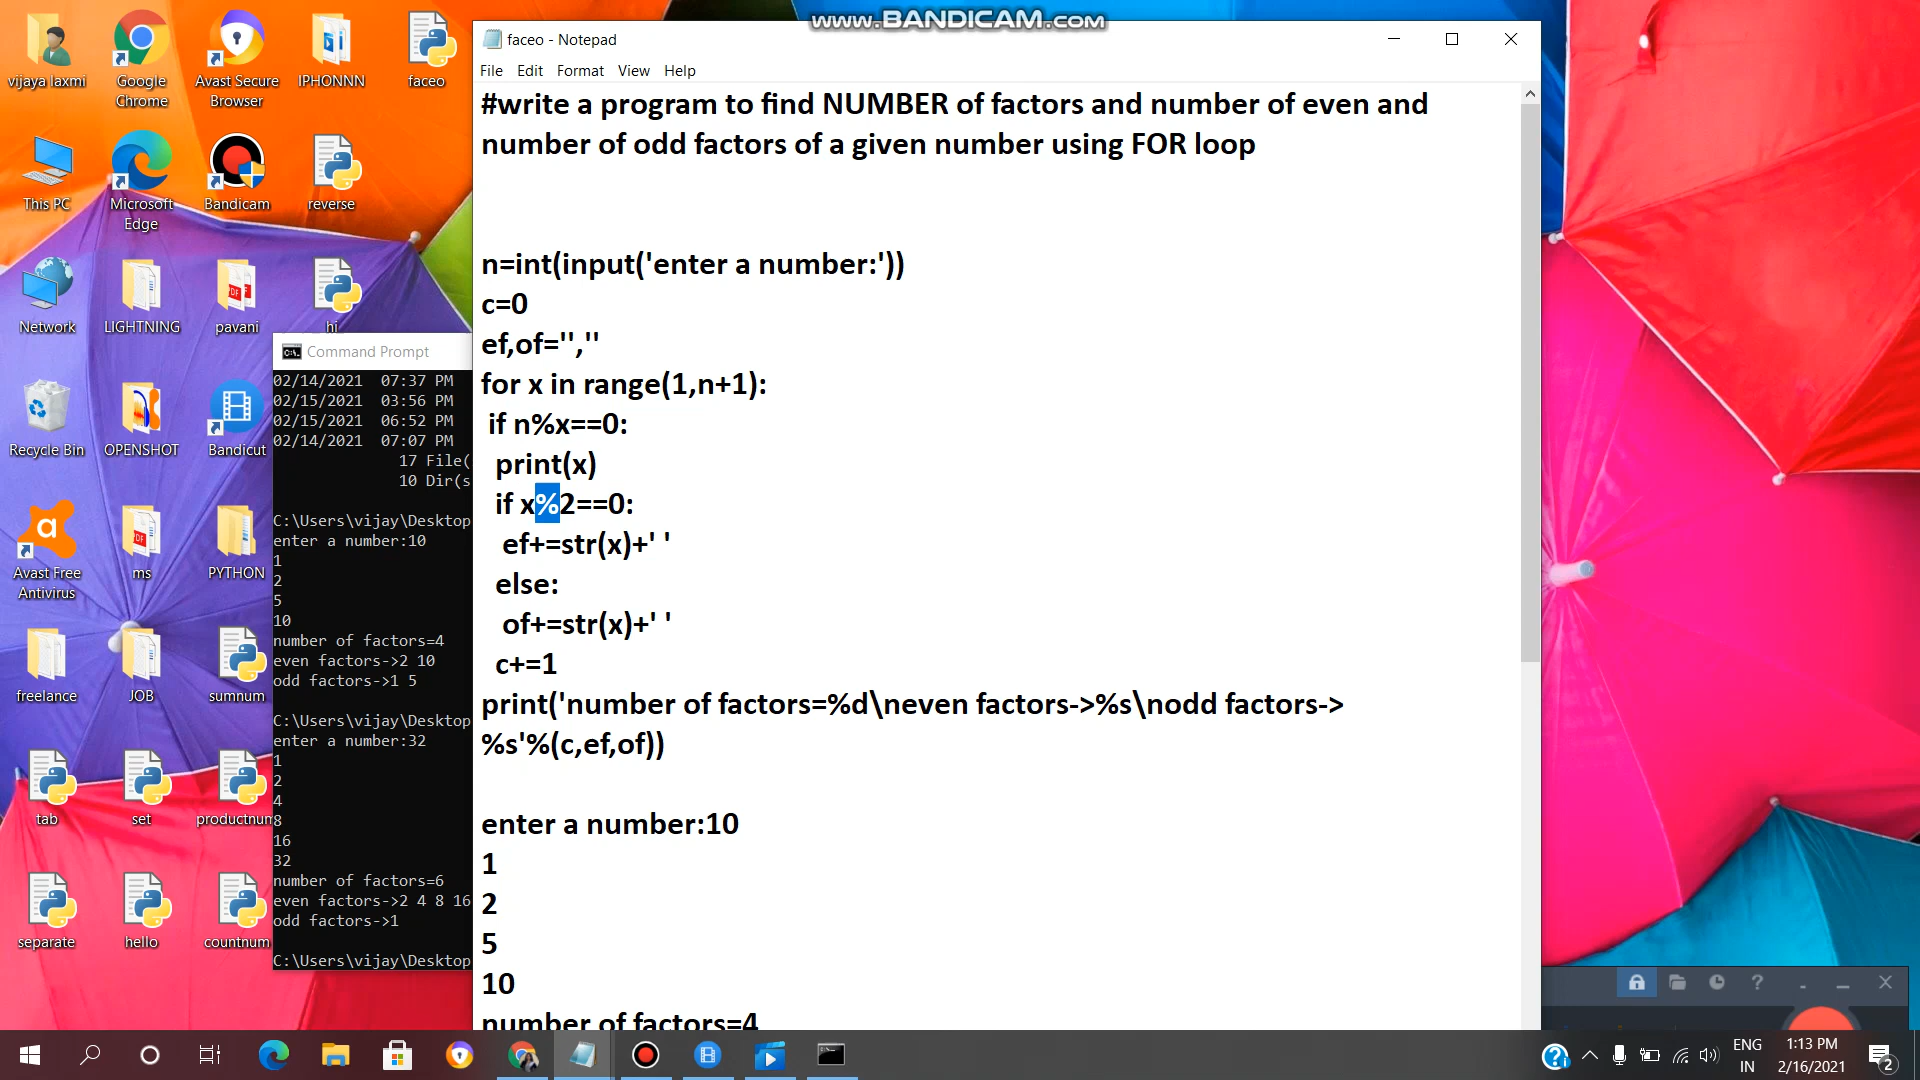 www.BANDICAM.com
vijaya laxmi
Google
Chrome
Avast Secure
Browser
IPHONNN
faceo
This PC
Microsoft
Edge
Bandicam
reverse
Network
LIGHTNING
pavani
hi
Recycle Bin
OPENSHOT
Bandicut
Avast Free
Antivirus
ms
PYTHON
freelance
JOB
sumnum
tab
set
productnum
separate
hello
countnum
Command Prompt
02/14/2021  07:37 PM
02/15/2021  03:56 PM
02/15/2021  06:52 PM
02/14/2021  07:07 PM
17 File(
10 Dir(s
C:\Users\vijay\Desktop
enter a number:10
1
2
5
10
number of factors=4
even factors->2 10
odd factors->1 5
C:\Users\vijay\Desktop
enter a number:32
1
2
4
8
16
32
number of factors=6
even factors->2 4 8 16
odd factors->1
C:\Users\vijay\Desktop
faceo - Notepad
File Edit Format View Help
#write a program to find NUMBER of factors and number of even and
number of odd factors of a given number using FOR loop
n=int(input('enter a number:'))
c=0
ef,of='',''
for x in range(1,n+1):
 if n%x==0:
  print(x)
  if x%2==0:
   ef+=str(x)+' '
  else:
   of+=str(x)+' '
  c+=1
print('number of factors=%d\neven factors->%s\nodd factors->
%s'%(c,ef,of))
enter a number:10
1
2
5
10
number of factors=4
ENG
IN
1:13 PM
2/16/2021
2